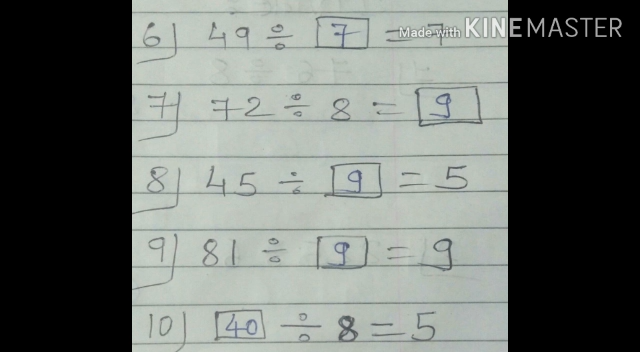 6) 49 ÷ 7 = 7
Made with KINEMASTER
7) 72 ÷ 8 = 9
8) 45 ÷ 9 = 5
9) 81 ÷ 9 = 9
10) 40 ÷ 8 = 5